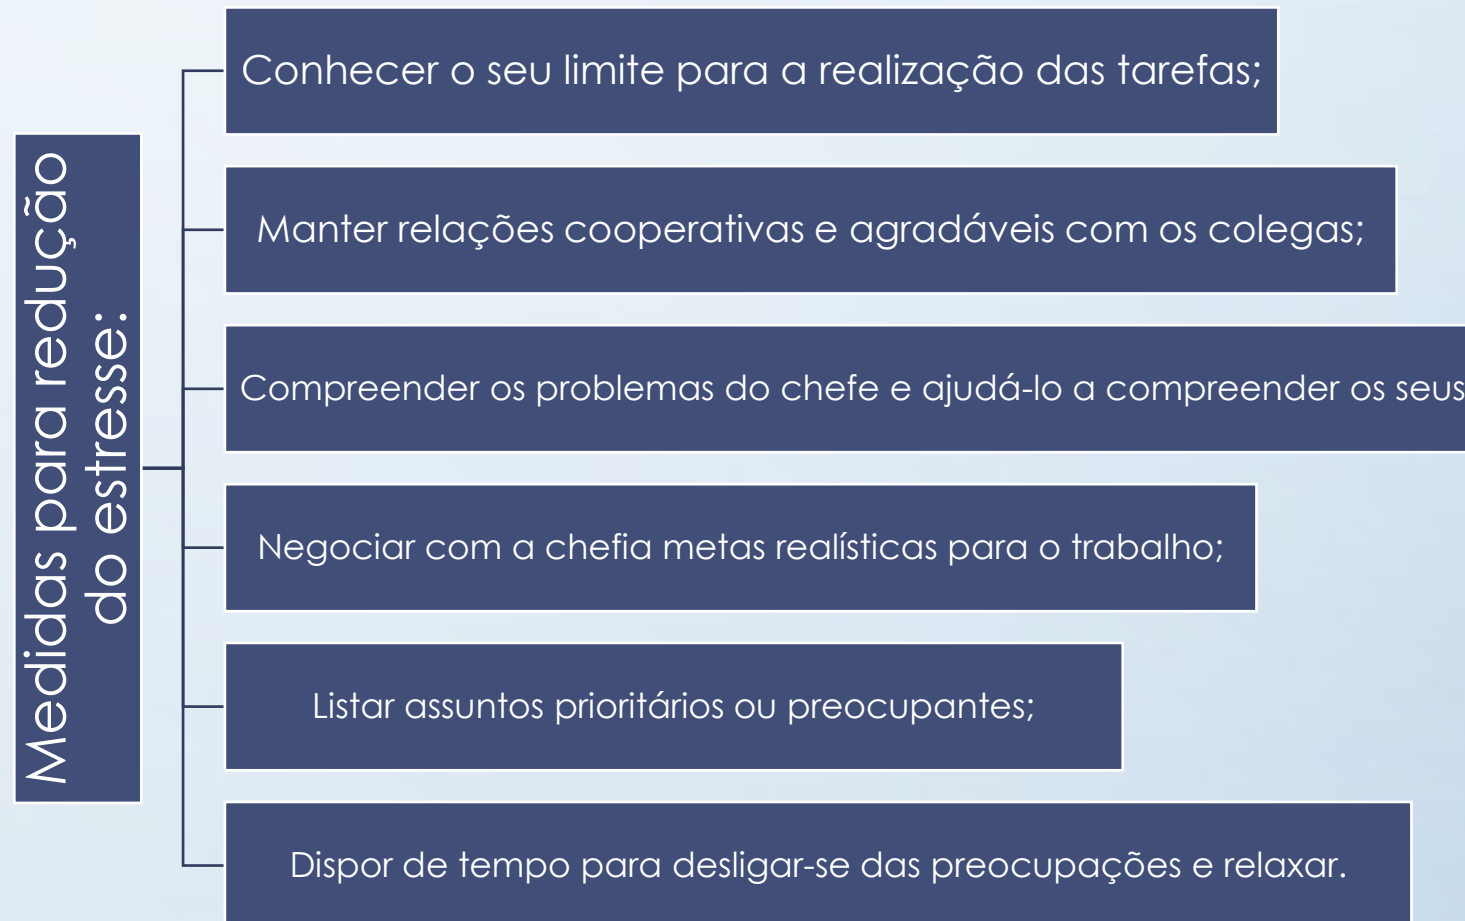 Medidas para redução
do estresse:
Conhecer o seu limite para a realização das tarefas;
Manter relações cooperativas e agradáveis com os colegas;
Compreender os problemas do chefe e ajudá-lo a compreender os seus
Negociar com a chefia metas realísticas para o trabalho;
Listar assuntos prioritários ou preocupantes;
Dispor de tempo para desligar-se das preocupações e relaxar.